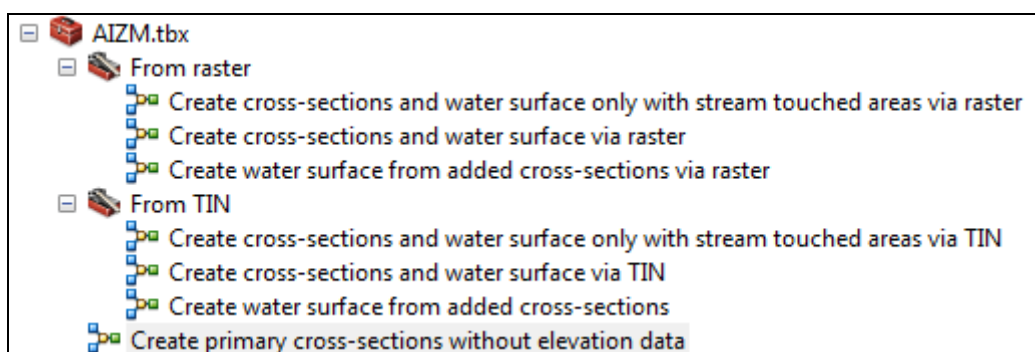 AIZM.tbx
From raster
Create cross-sections and water surface only with stream touched areas via raster
Create cross-sections and water surface via raster
Create water surface from added cross-sections via raster
From TIN
Create cross-sections and water surface only with stream touched areas via TIN
Create cross-sections and water surface via TIN
Create water surface from added cross-sections
Create primary cross-sections without elevation data